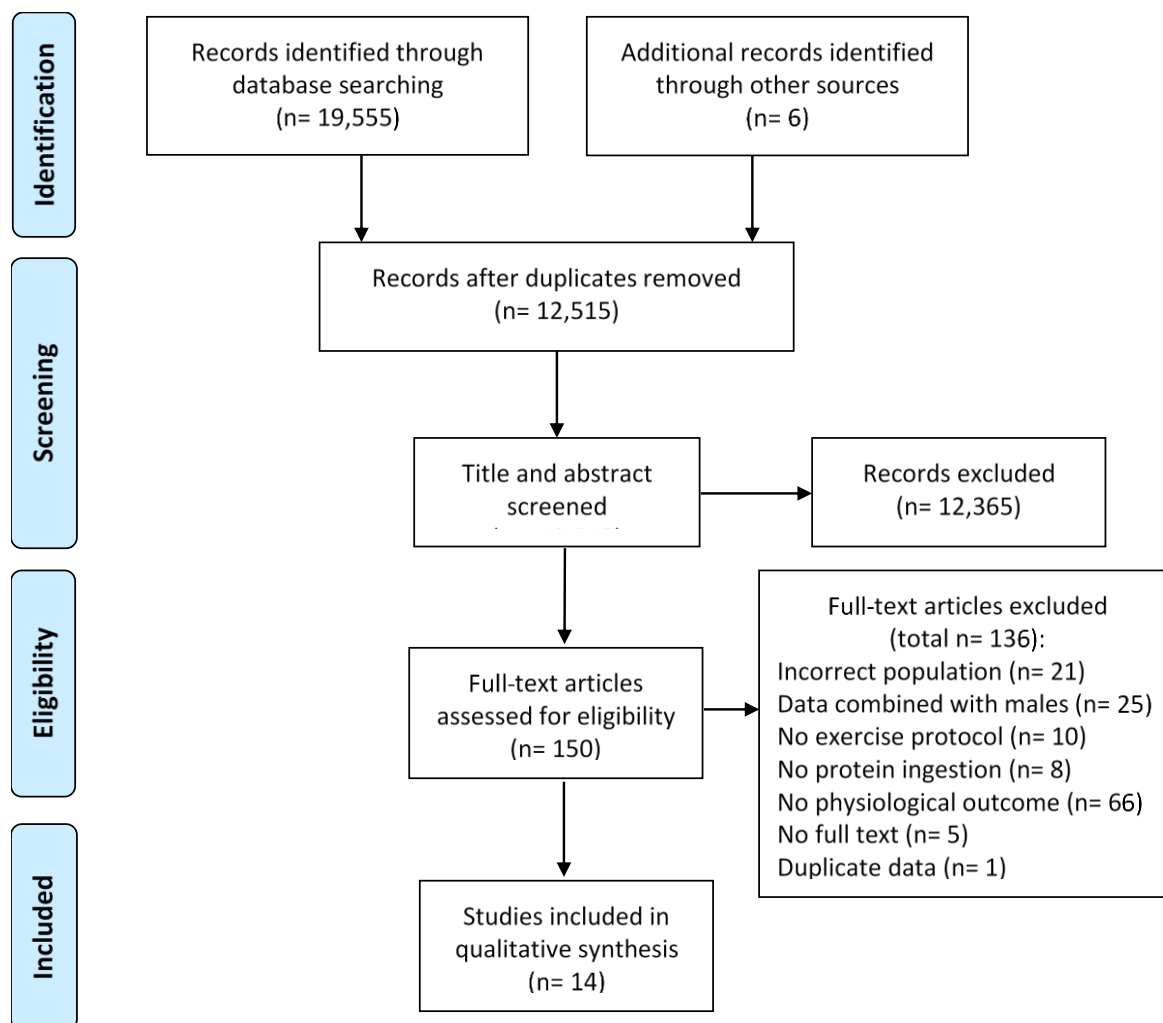 Identification
Records identified through
database searching
(n= 19,555)
Additional records identified
through other sources
(n= 6)
Screening
Records after duplicates removed
(n= 12,515)
Title and abstract
screened
Records excluded
(n= 12,365)
Eligibility
Full-text articles
assessed for eligibility
(n= 150)
Full-text articles excluded
(total n= 136):
Incorrect population (n= 21)
Data combined with males (n= 25)
No exercise protocol (n= 10)
No protein ingestion (n= 8)
No physiological outcome (n= 66)
No full text (n= 5)
Duplicate data (n= 1)
Included
Studies included in
qualitative synthesis
(n= 14)